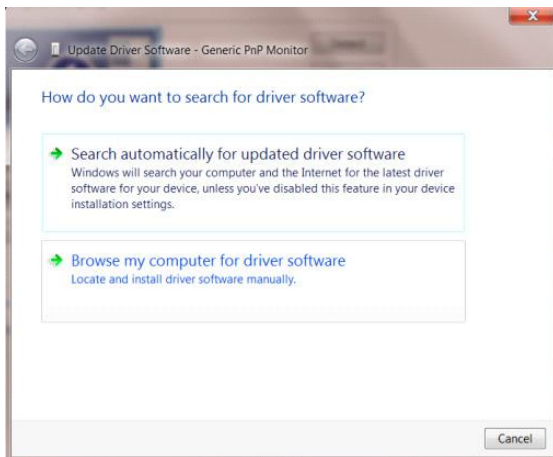 Update Driver Software - Generic PnP Monitor
How do you want to search for driver software?
Search automatically for updated driver software
Windows will search your computer and the Internet for the latest driver
software for your device, unless you've disabled this feature in your device
installation settings.
Browse my computer for driver software
Locate and install driver software manually.
Cancel